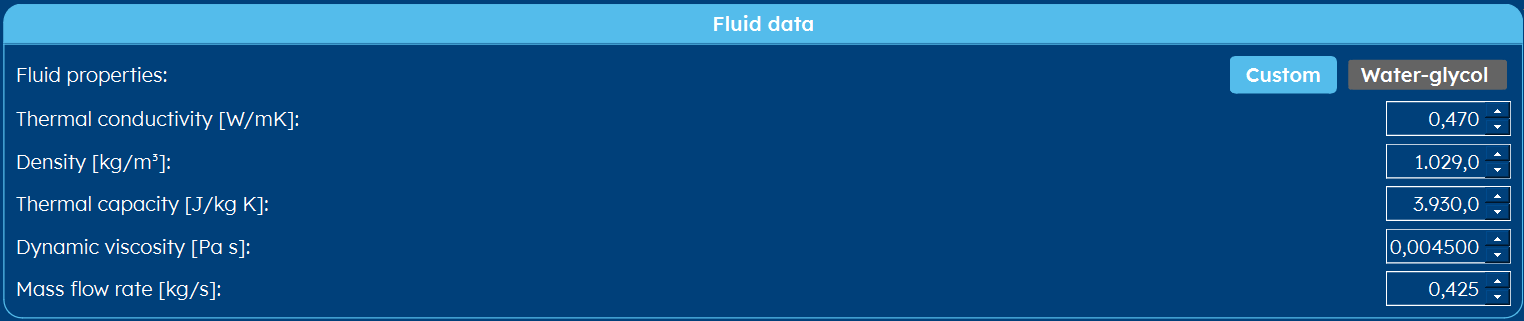 Fluid data
Fluid properties: Custom Water-glycol
Thermal conductivity [W/mK]: 0,470
Density [kg/m³]: 1.029,0
Thermal capacity [J/kg K]: 3.930,0
Dynamic viscosity [Pa s]: 0,004500
Mass flow rate [kg/s]: 0,425